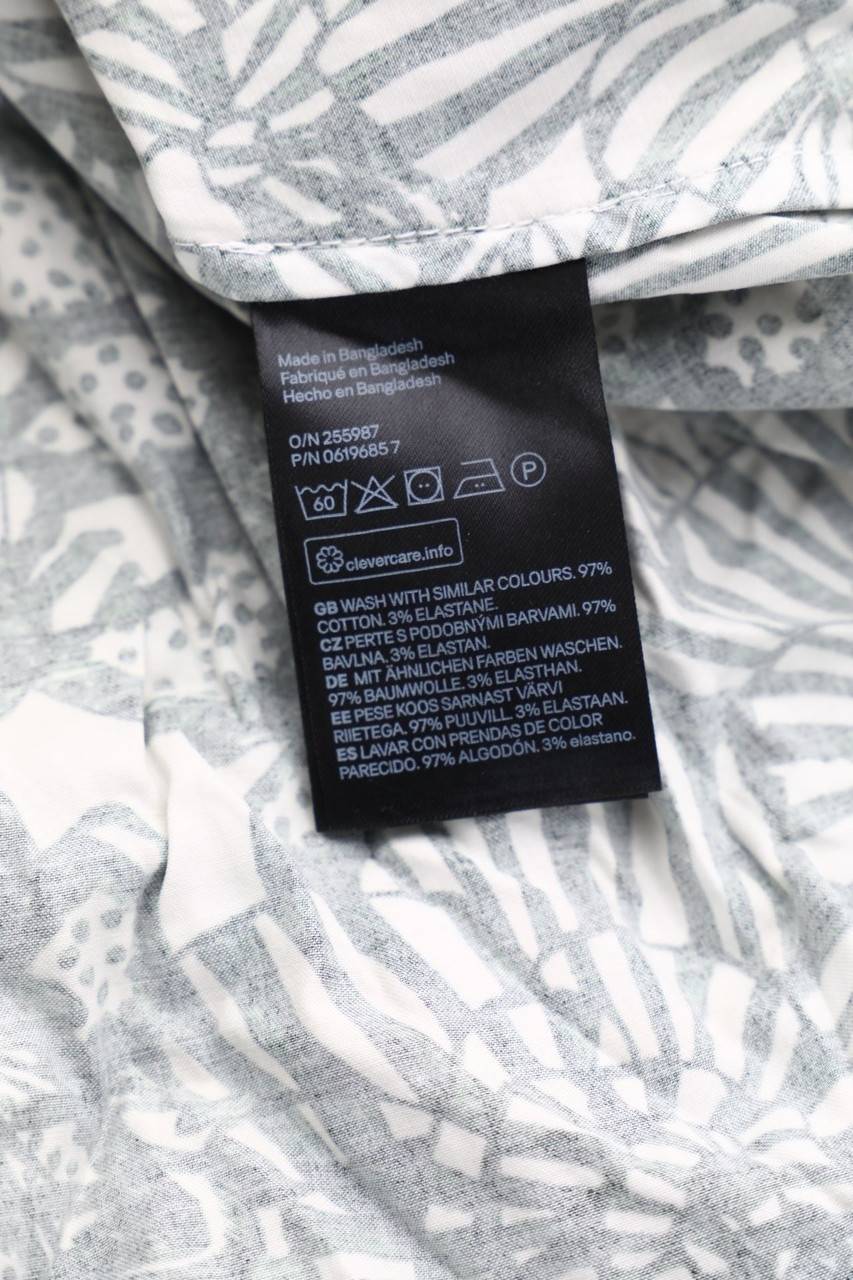 Made in Bangladesh
Fabriqué en Bangladesh
Hecho en Bangladesh
O/N 255987
P/N 0619685 7
60
P
clevercare.info
GB WASH WITH SIMILAR COLOURS. 97%
COTTON. 3% ELASTANE.
CZ PERTE S PODOBNÝMI BARVAMI. 97%
BAVLNA. 3% ELASTAN.
DE MIT ÄHNLICHEN FARBEN WASCHEN.
97% BAUMWOLLE. 3% ELASTHAN.
EE PESE KOOS SARNAST VÄRVI
RIIETEGA. 97% PUUVILL. 3% ELASTAAN.
ES LAVAR CON PRENDAS DE COLOR
PARECIDO. 97% ALGODÓN. 3% elastano.